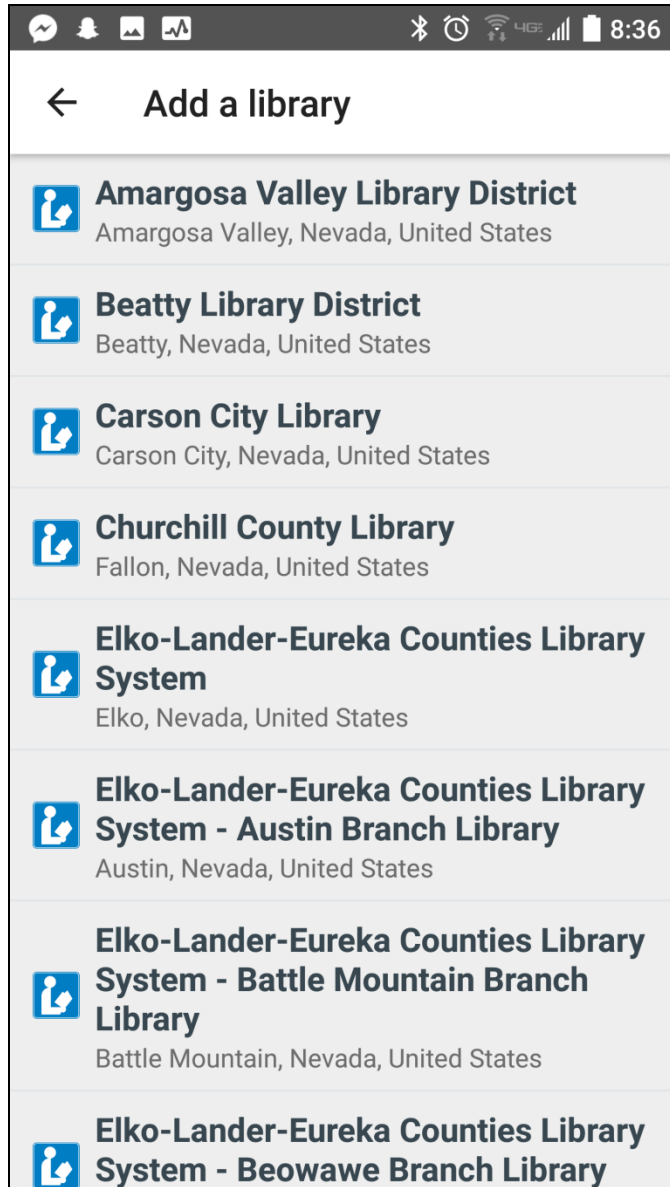 4GE 8:36
Add a library
Amargosa Valley Library District
Amargosa Valley, Nevada, United States
Beatty Library District
Beatty, Nevada, United States
Carson City Library
Carson City, Nevada, United States
Churchill County Library
Fallon, Nevada, United States
Elko-Lander-Eureka Counties Library
System
Elko, Nevada, United States
Elko-Lander-Eureka Counties Library
System - Austin Branch Library
Austin, Nevada, United States
Elko-Lander-Eureka Counties Library
System - Battle Mountain Branch
Library
Battle Mountain, Nevada, United States
Elko-Lander-Eureka Counties Library
System - Beowawe Branch Library